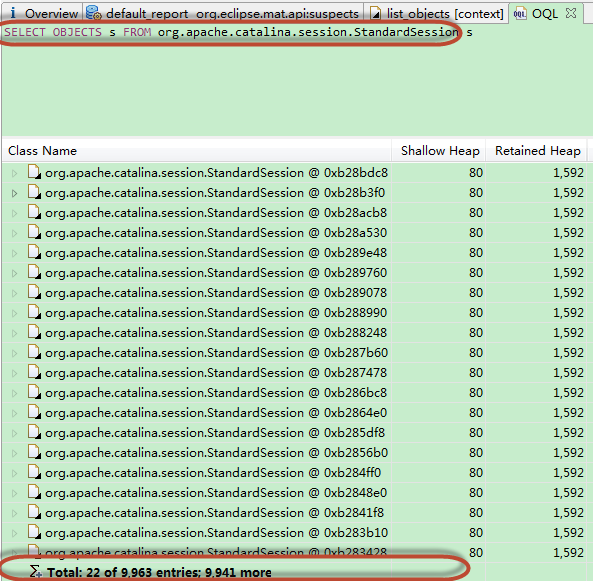 Overview default_report org.eclipse.mat.api:suspects list_objects [context] OQL
SELECT OBJECTS s FROM org.apache.catalina.session.StandardSession s
Class Name Shallow Heap Retained Heap
org.apache.catalina.session.StandardSession @ 0xb28bdc8 80 1,592
org.apache.catalina.session.StandardSession @ 0xb28b3f0 80 1,592
org.apache.catalina.session.StandardSession @ 0xb28acb8 80 1,592
org.apache.catalina.session.StandardSession @ 0xb28a530 80 1,592
org.apache.catalina.session.StandardSession @ 0xb289e48 80 1,592
org.apache.catalina.session.StandardSession @ 0xb289760 80 1,592
org.apache.catalina.session.StandardSession @ 0xb289078 80 1,592
org.apache.catalina.session.StandardSession @ 0xb288990 80 1,592
org.apache.catalina.session.StandardSession @ 0xb288248 80 1,592
org.apache.catalina.session.StandardSession @ 0xb287b60 80 1,592
org.apache.catalina.session.StandardSession @ 0xb287478 80 1,592
org.apache.catalina.session.StandardSession @ 0xb286bc8 80 1,592
org.apache.catalina.session.StandardSession @ 0xb2864e0 80 1,592
org.apache.catalina.session.StandardSession @ 0xb285df8 80 1,592
org.apache.catalina.session.StandardSession @ 0xb2856b0 80 1,592
org.apache.catalina.session.StandardSession @ 0xb284ff0 80 1,592
org.apache.catalina.session.StandardSession @ 0xb2848e0 80 1,592
org.apache.catalina.session.StandardSession @ 0xb2841f8 80 1,592
org.apache.catalina.session.StandardSession @ 0xb283b10 80 1,592
org.apache.catalina.session.StandardSession @ 0xb283428 80 1,592
Total: 22 of 9,963 entries; 9,941 more